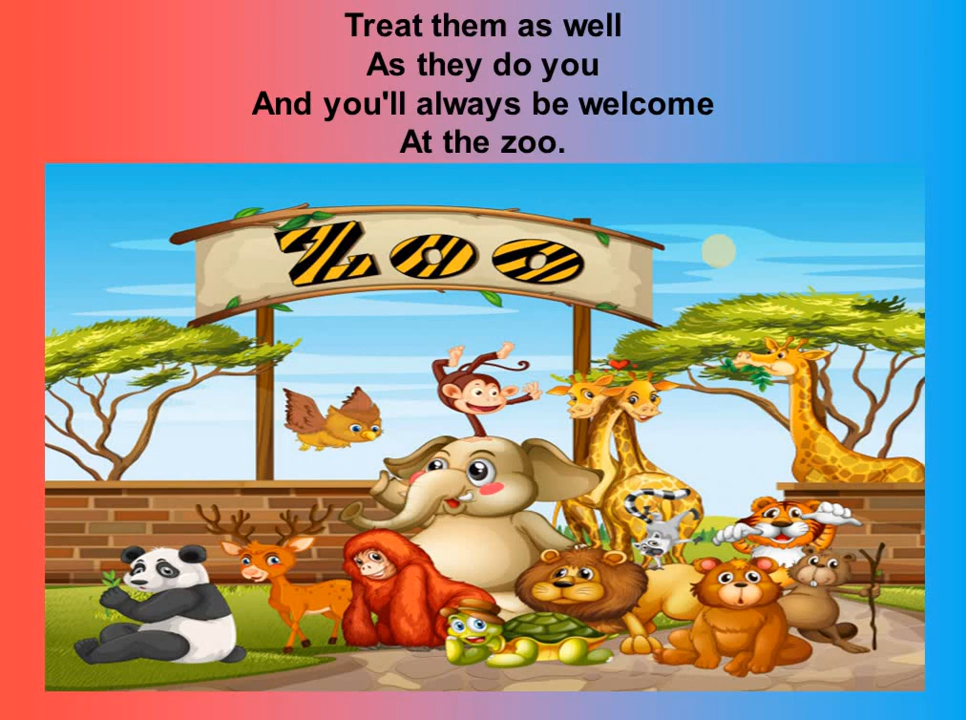 Treat them as well
As they do you
And you'll always be welcome
At the zoo.
ZOO